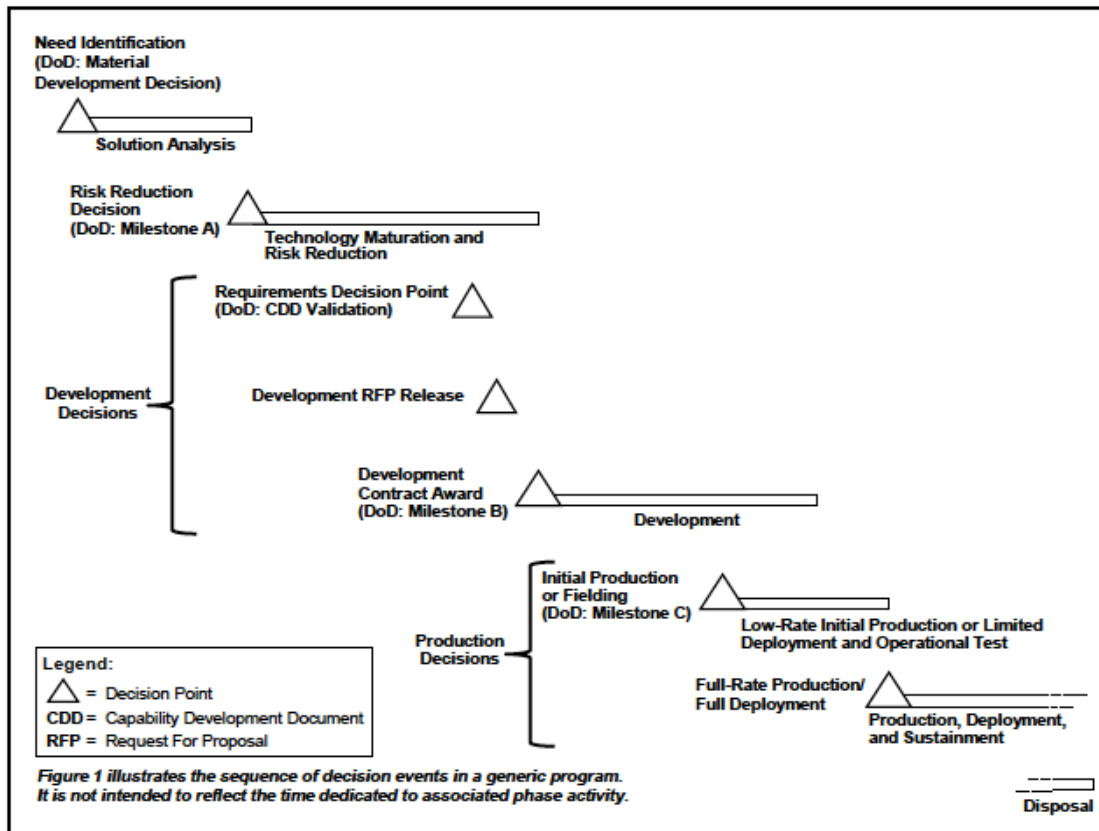 Need Identification
(DoD: Material
Development Decision)
Solution Analysis
Risk Reduction
Decision
(DoD: Milestone A)
Technology Maturation and
Risk Reduction
Requirements Decision Point
(DoD: CDD Validation)
Development
Decisions
Development RFP Release
Development
Contract Award
(DoD: Milestone B)
Development
Initial Production
or Fielding
(DoD: Milestone C)
Low-Rate Initial Production or Limited
Deployment and Operational Test
Production
Decisions
Full-Rate Production/
Full Deployment
Production, Deployment,
and Sustainment
Legend:
= Decision Point
CDD = Capability Development Document
RFP = Request For Proposal
Figure 1 illustrates the sequence of decision events in a generic program.
It is not intended to reflect the time dedicated to associated phase activity.
Disposal